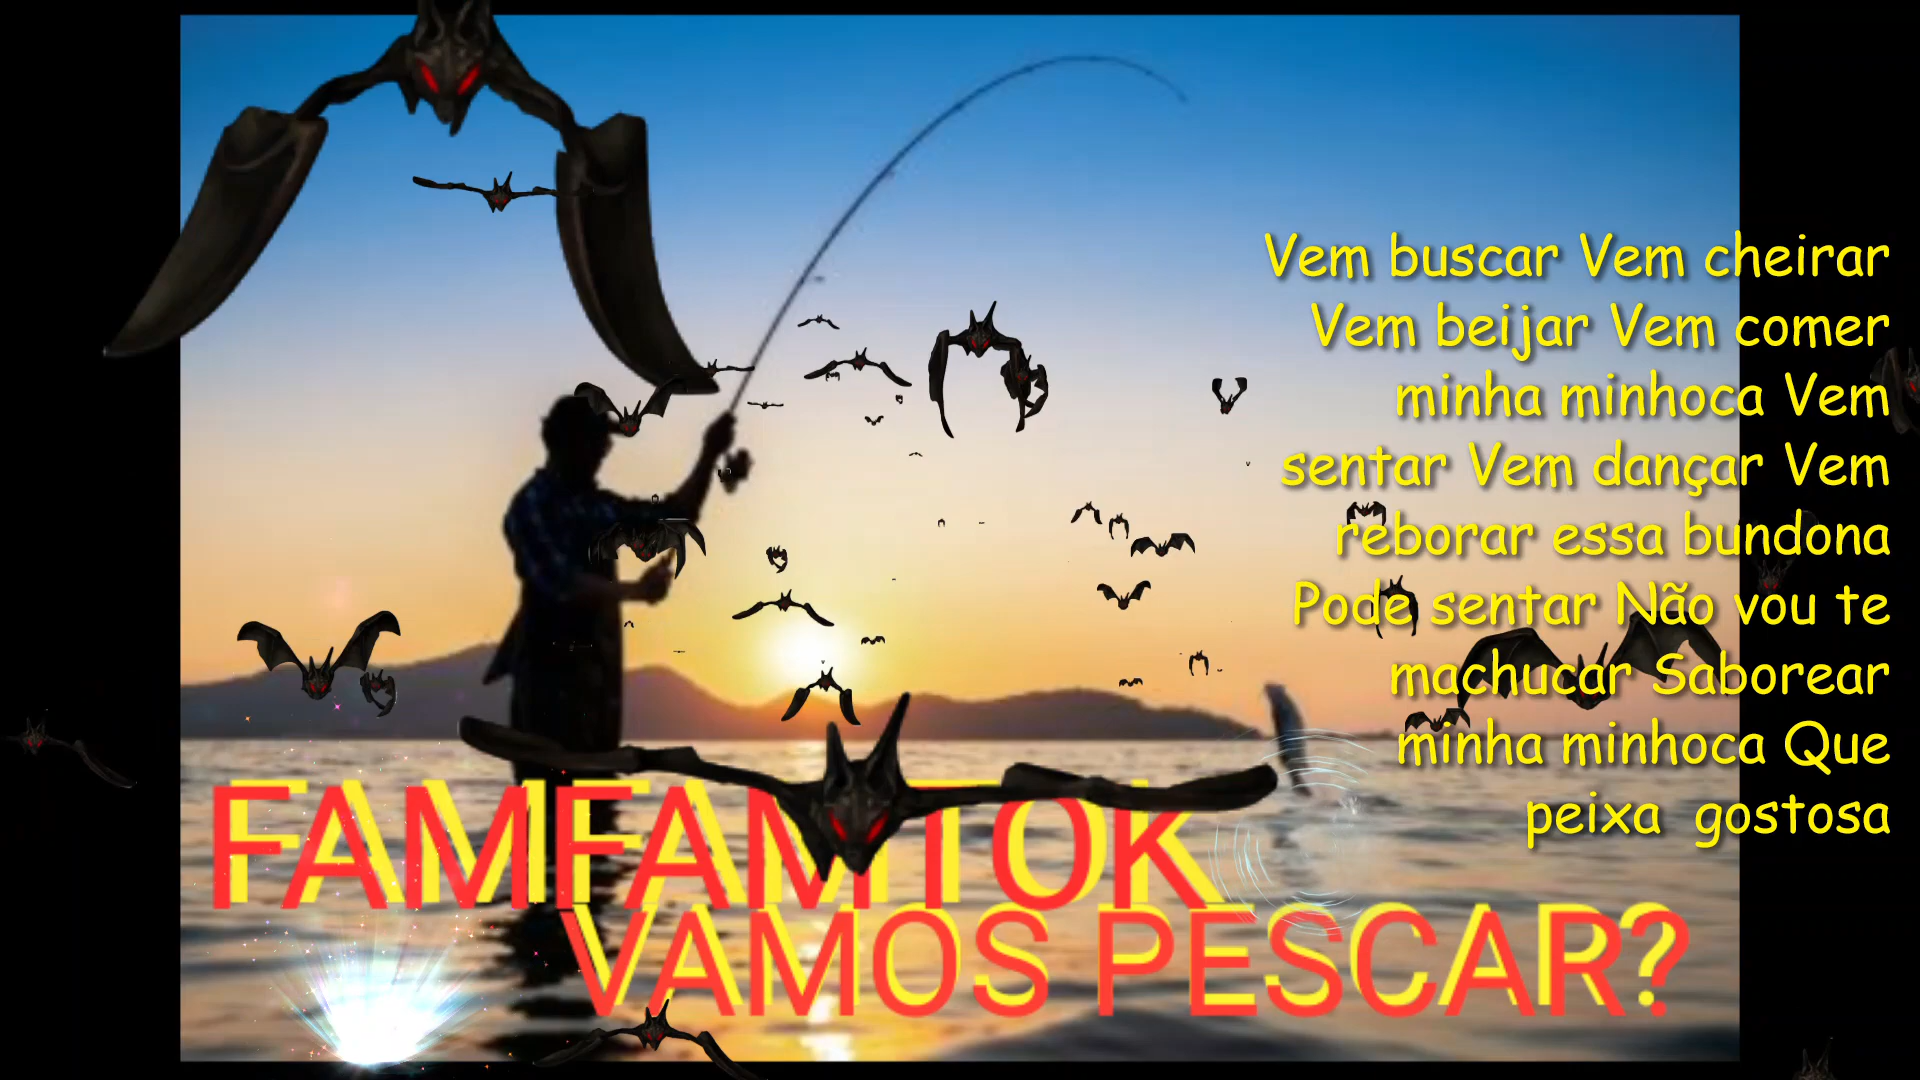 Vem buscar Vem cheirar
Vem beijar Vem comer
minha minhoca Vem
sentar Vem dançar Vem
reborar essa bundona
Pode sentar Não vou te
machucar Saborear
minha minhoca Que
peixa gostosa
FAMFAMTOK
VAMOS PESCAR?